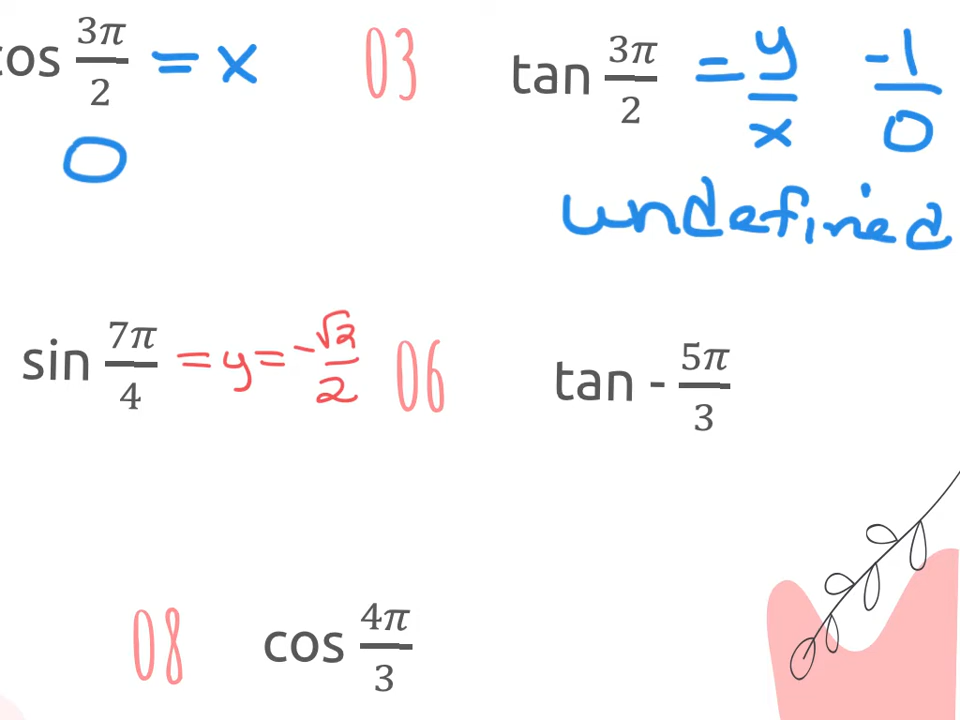 cos 3π/2 = x
0
03 tan 3π/2 = y/x -1/0
undefined
sin 7π/4 = y = -√2/2
06 tan - 5π/3
08 cos 4π/3